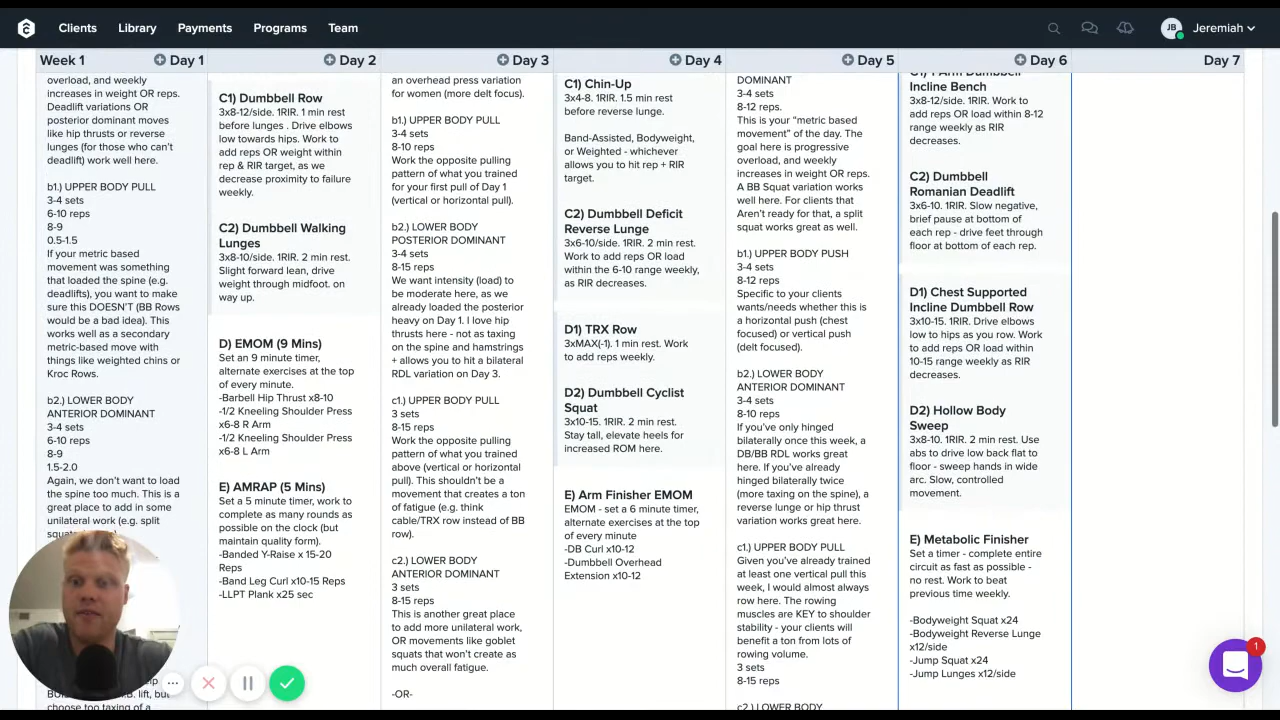 Clients Library Payments Programs Team
JB Jeremiah
Week 1 Day 1 Day 2 Day 3 Day 4 Day 5 Day 6 Day 7
overload, and weekly
increases in weight OR reps.
Deadlift variations OR
posterior dominant moves
like hip thrusts or reverse
lunges (for those who can't
deadlift) work well here.
b1.) UPPER BODY PULL
3-4 sets
6-10 reps
8-9
0.5-1.5
If your metric based
movement was something
that loaded the spine (e.g.
deadlifts), you want to make
sure this DOESN'T (BB Rows
would be a bad idea). This
works well as a secondary
metric-based move with
things like weighted chins or
Kroc Rows.
b2.) LOWER BODY
ANTERIOR DOMINANT
3-4 sets
6-10 reps
8-9
1.5-2.0
Again, we don't want to load
the spine too much. This is a
great place to add in some
unilateral work (e.g. split
lift, but
choose too taxing of a
C1) Dumbbell Row
3x8-12/side. 1RIR. 1 min rest
before lunges . Drive elbows
low towards hips. Work to
add reps OR weight within
rep & RIR target, as we
decrease proximity to failure
weekly.
C2) Dumbbell Walking
Lunges
3x8-10/side. 1RIR. 2 min rest.
Slight forward lean, drive
weight through midfoot. on
way up.
D) EMOM (9 Mins)
Set an 9 minute timer,
alternate exercises at the top
of every minute.
-Barbell Hip Thrust x8-10
-1/2 Kneeling Shoulder Press
x6-8 R Arm
-1/2 Kneeling Shoulder Press
x6-8 L Arm
E) AMRAP (5 Mins)
Set a 5 minute timer, work to
complete as many rounds as
possible on the clock (but
maintain quality form).
-Banded Y-Raise x 15-20
Reps
-Band Leg Curl x10-15 Reps
-LLPT Plank x25 sec
an overhead press variation
for women (more delt focus).
b1.) UPPER BODY PULL
3-4 sets
8-10 reps
Work the opposite pulling
pattern of what you trained
for your first pull of Day 1
(vertical or horizontal pull).
b2.) LOWER BODY
POSTERIOR DOMINANT
3-4 sets
8-15 reps
We want intensity (load) to
be moderate here, as we
already loaded the posterior
heavy on Day 1. I love hip
thrusts here - not as taxing
on the spine and hamstrings
+ allows you to hit a bilateral
RDL variation on Day 3.
c1.) UPPER BODY PULL
3 sets
8-15 reps
Work the opposite pulling
pattern of what you trained
above (vertical or horizontal
pull). This shouldn't be a
movement that creates a ton
of fatigue (e.g. think
cable/TRX row instead of BB
row).
c2.) LOWER BODY
ANTERIOR DOMINANT
3 sets
8-15 reps
This is another great place
to add more unilateral work,
OR movements like goblet
squats that won't create as
much overall fatigue.
-OR-
C1) Chin-Up
3x4-8. 1RIR. 1.5 min rest
before reverse lunge.
Band-Assisted, Bodyweight,
or Weighted - whichever
allows you to hit rep + RIR
target.
C2) Dumbbell Deficit
Reverse Lunge
3x6-10/side. 1RIR. 2 min rest.
Work to add reps OR load
within the 6-10 range weekly,
as RIR decreases.
D1) TRX Row
3xMAX(-1). 1 min rest. Work
to add reps weekly.
D2) Dumbbell Cyclist
Squat
3x10-15. 1RIR. 2 min rest.
Stay tall, elevate heels for
increased ROM here.
E) Arm Finisher EMOM
EMOM - set a 6 minute timer,
alternate exercises at the top
of every minute
-DB Curl x10-12
-Dumbbell Overhead
Extension x10-12
DOMINANT
3-4 sets
8-12 reps.
This is your "metric based
movement" of the day. The
goal here is progressive
overload, and weekly
increases in weight OR reps.
A BB Squat variation works
well here. For clients that
Aren't ready for that, a split
squat works great as well.
b1.) UPPER BODY PUSH
3-4 sets
8-12 reps
Specific to your clients
wants/needs whether this is
a horizontal push (chest
focused) or vertical push
(delt focused).
b2.) LOWER BODY
ANTERIOR DOMINANT
3-4 sets
8-10 reps
If you've only hinged
bilaterally once this week, a
DB/BB RDL works great
here. If you've already
hinged bilaterally twice
(more taxing on the spine), a
reverse lunge or hip thrust
variation works great here.
c1.) UPPER BODY PULL
Given you've already trained
at least one vertical pull this
week, I would almost always
row here. The rowing
muscles are KEY to shoulder
stability - your clients will
benefit a ton from lots of
rowing volume.
3 sets
8-15 reps
c2.) LOWER BODY
C1) 1 Arm Dumbbell
Incline Bench
3x8-12/side. 1RIR. Work to
add reps OR load within 8-12
range weekly as RIR
decreases.
C2) Dumbbell
Romanian Deadlift
3x6-10. 1RIR. Slow negative,
brief pause at bottom of
each rep - drive feet through
floor at bottom of each rep.
D1) Chest Supported
Incline Dumbbell Row
3x10-15. 1RIR. Drive elbows
low to hips as you row. Work
to add reps OR load within
10-15 range weekly as RIR
decreases.
D2) Hollow Body
Sweep
3x8-10. 1RIR. 2 min rest. Use
abs to drive low back flat to
floor - sweep hands in wide
arc. Slow, controlled
movement.
E) Metabolic Finisher
Set a timer - complete entire
circuit as fast as possible -
no rest. Work to beat
previous time weekly.
-Bodyweight Squat x24
-Bodyweight Reverse Lunge
x12/side
-Jump Squat x24
-Jump Lunges x12/side
1